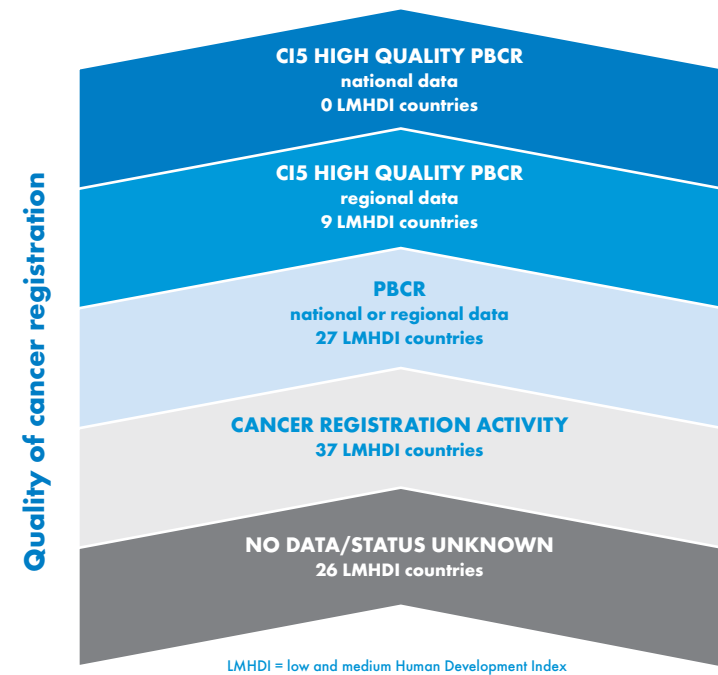 CI5 HIGH QUALITY PBCR
national data
0 LMHDI countries
CI5 HIGH QUALITY PBCR
regional data
9 LMHDI countries
PBCR
national or regional data
27 LMHDI countries
CANCER REGISTRATION ACTIVITY
37 LMHDI countries
NO DATA/STATUS UNKNOWN
26 LMHDI countries
Quality of cancer registration
LMHDI = low and medium Human Development Index